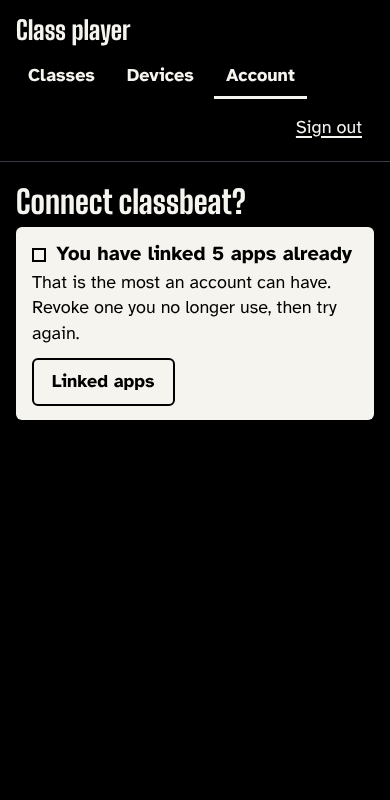 Class player
Classes Devices Account
Sign out
Connect classbeat?
You have linked 5 apps already
That is the most an account can have.
Revoke one you no longer use, then try
again.
Linked apps